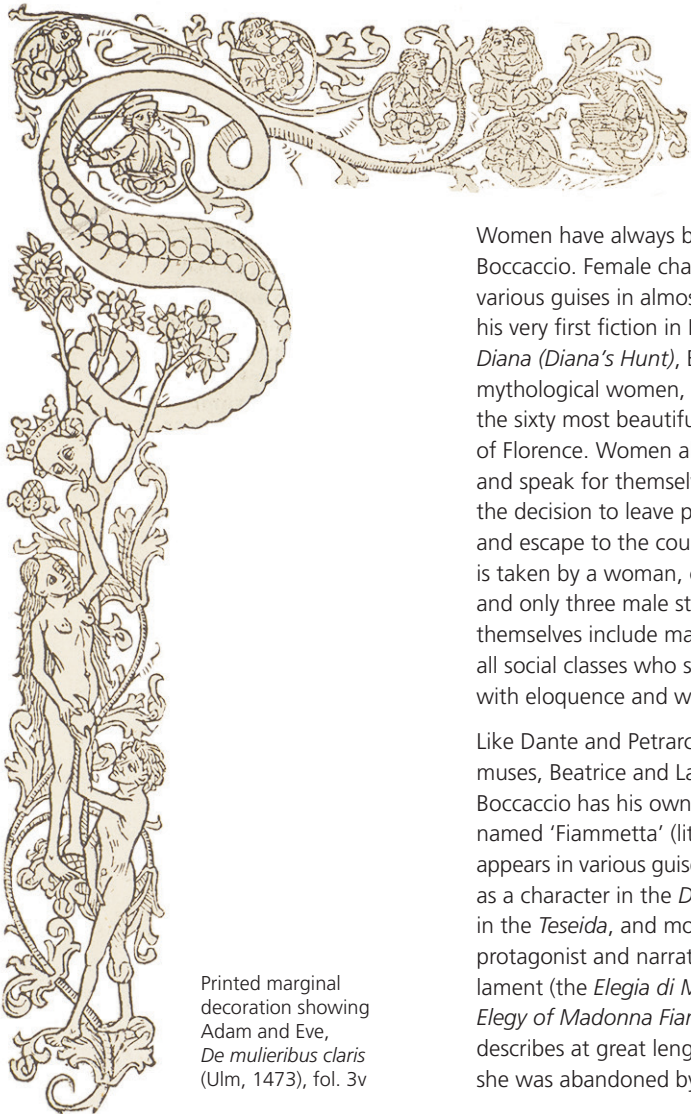 Women have always b
Boccaccio. Female cha
various guises in almos
his very first fiction in
Diana (Diana's Hunt),
mythological women,
the sixty most beautifu
of Florence. Women a
and speak for themsel
the decision to leave p
and escape to the cou
is taken by a woman,
and only three male st
themselves include ma
all social classes who s
with eloquence and w
Like Dante and Petrarc
muses, Beatrice and La
Boccaccio has his own
named 'Fiammetta' (lit
appears in various guise
as a character in the D
in the Teseida, and mo
protagonist and narrat
lament (the Elegia di M
Elegy of Madonna Fian
describes at great leng
she was abandoned by
Printed marginal
decoration showing
Adam and Eve,
De mulieribus claris
(Ulm, 1473), fol. 3v